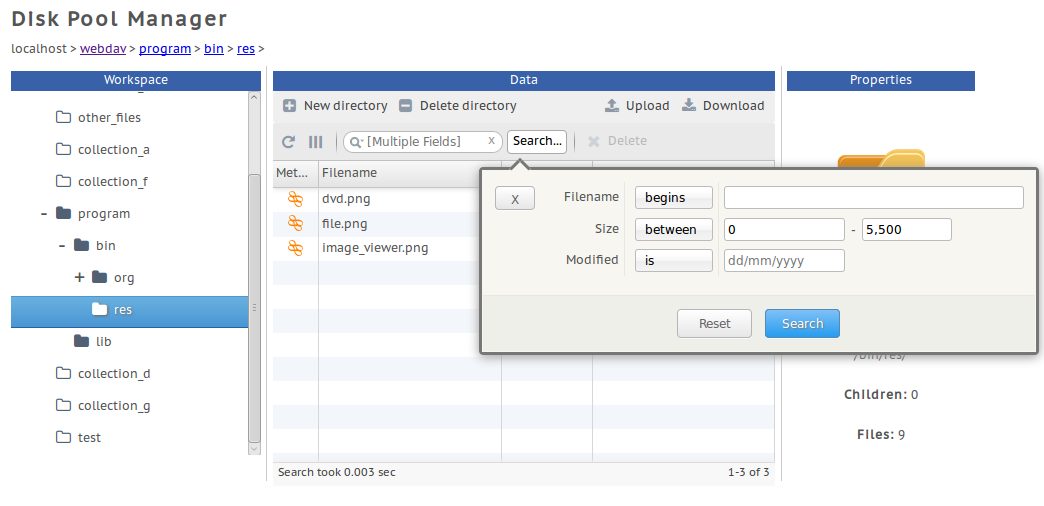 Disk Pool Manager
localhost > webdav > program > bin > res >
Workspace
other_files
collection_a
collection_f
- program
- bin
+ org
res
lib
collection_d
collection_g
test
Data
New directory Delete directory Upload Download
[Multiple Fields] X Search... Delete
Met... Filename
dvd.png
file.png
image_viewer.png
Search took 0.003 sec 1-3 of 3
X
Filename begins
Size between 0 - 5,500
Modified is dd/mm/yyyy
Reset Search
Properties
/bin/res/
Children: 0
Files: 9